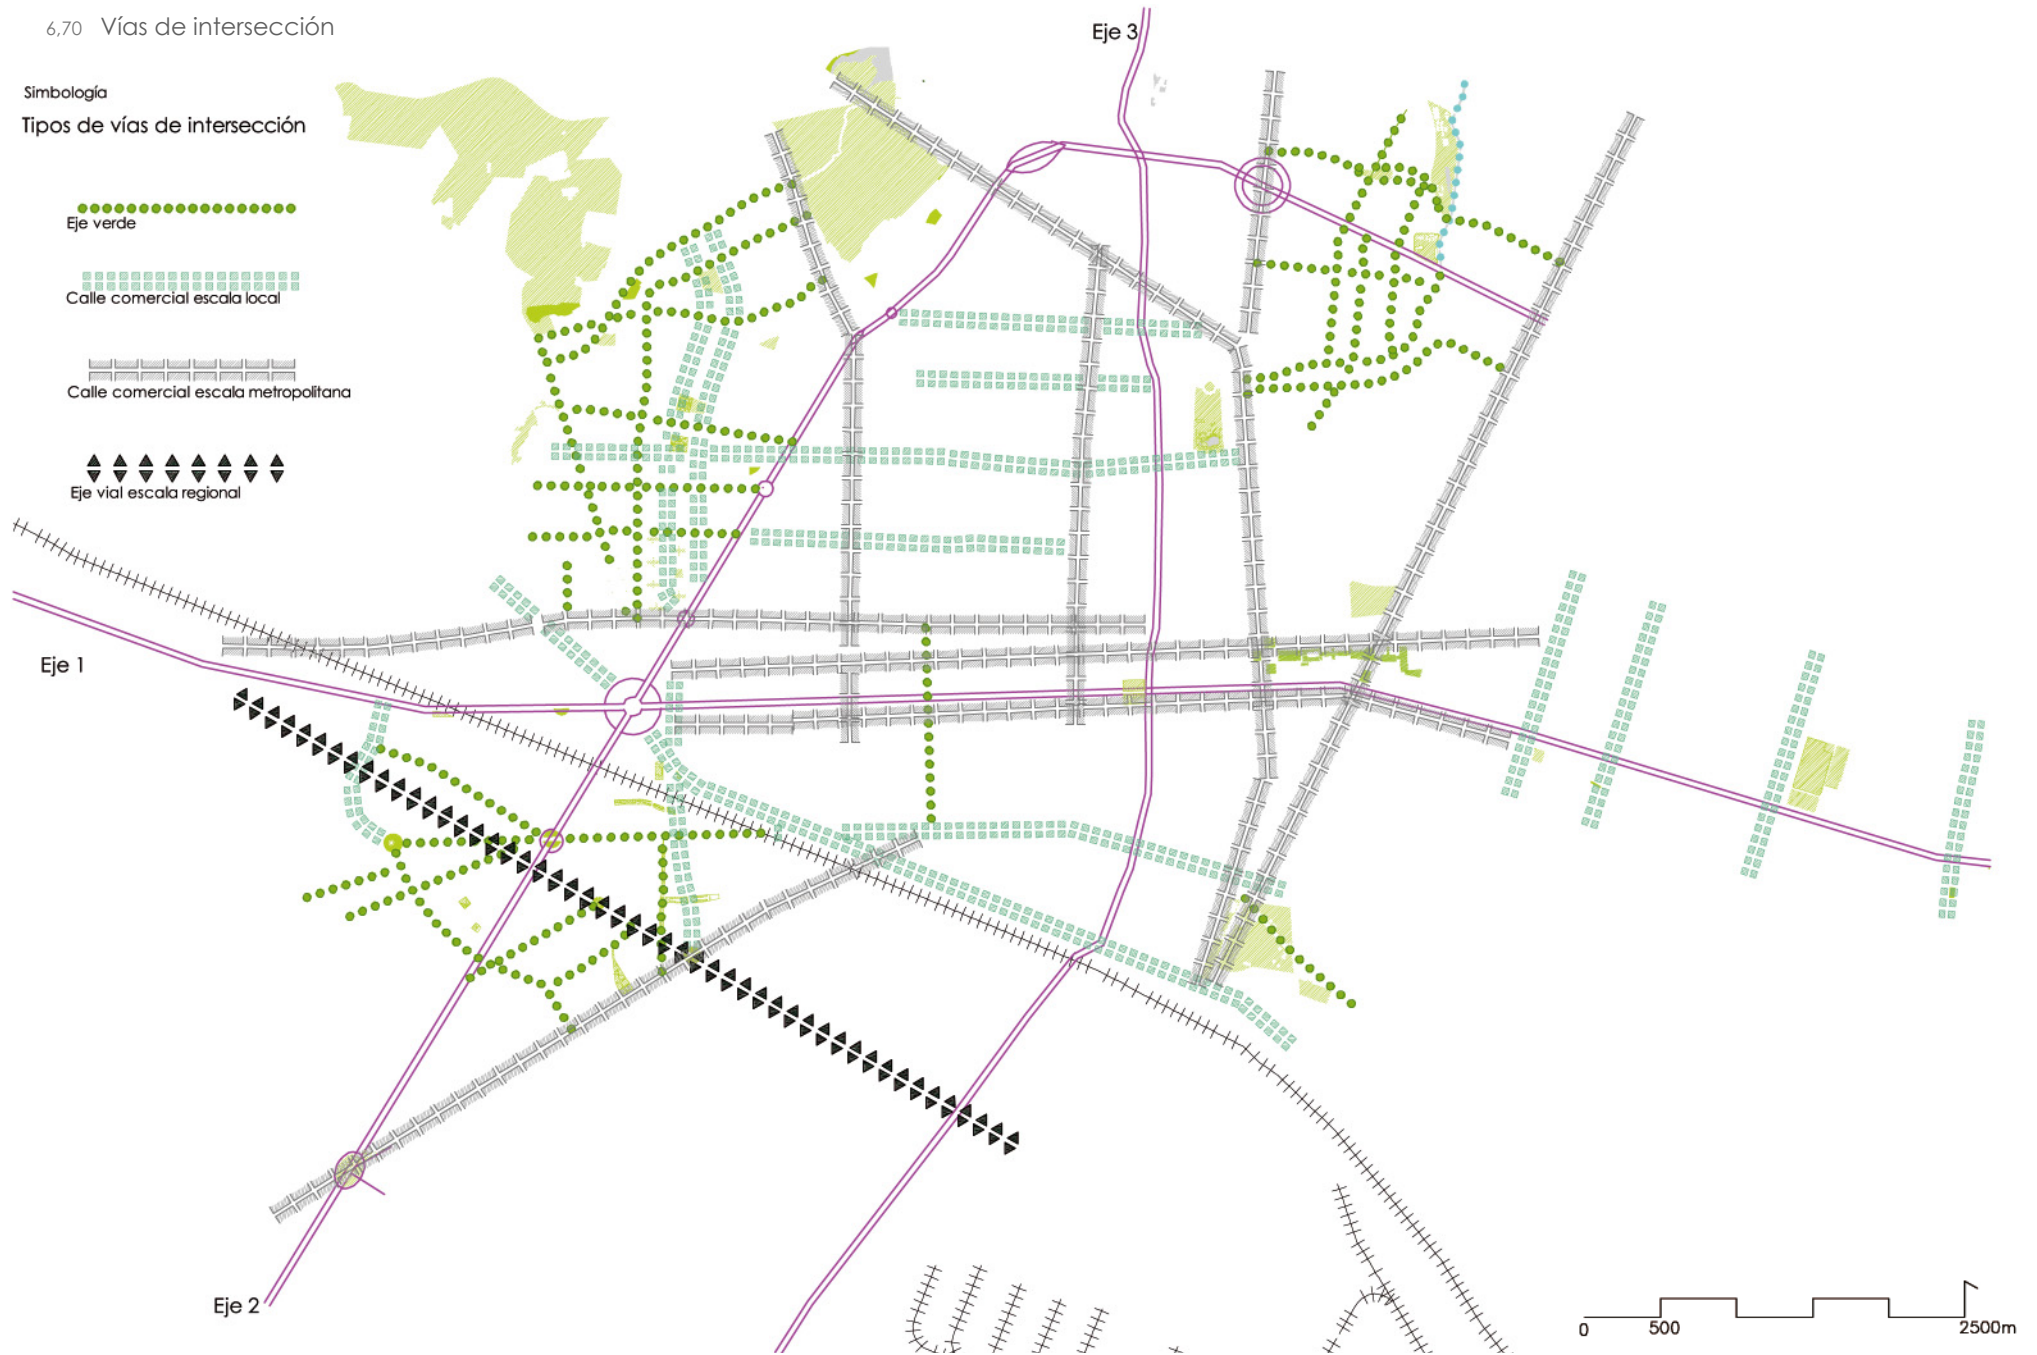 6,70 Vías de intersección
Simbología
Tipos de vías de intersección
Eje verde
Calle comercial escala local
Calle comercial escala metropolitana
Eje vial escala regional
Eje 3
Eje 1
Eje 2
0 500 2500m